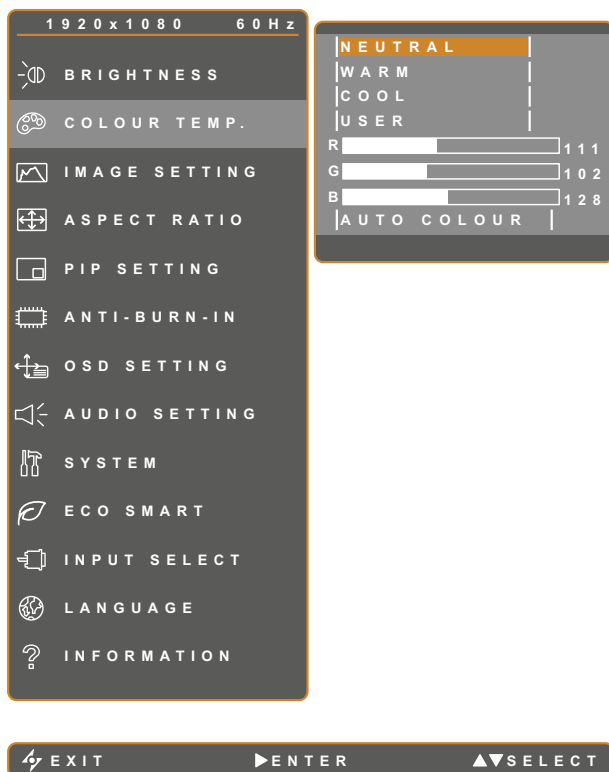 1920x1080 60Hz
BRIGHTNESS
COLOUR TEMP.
IMAGE SETTING
ASPECT RATIO
PIP SETTING
ANTI-BURN-IN
OSD SETTING
AUDIO SETTING
SYSTEM
ECO SMART
INPUT SELECT
LANGUAGE
INFORMATION
NEUTRAL
WARM
COOL
USER
R 111
G 102
B 128
AUTO COLOUR
EXIT ENTER SELECT